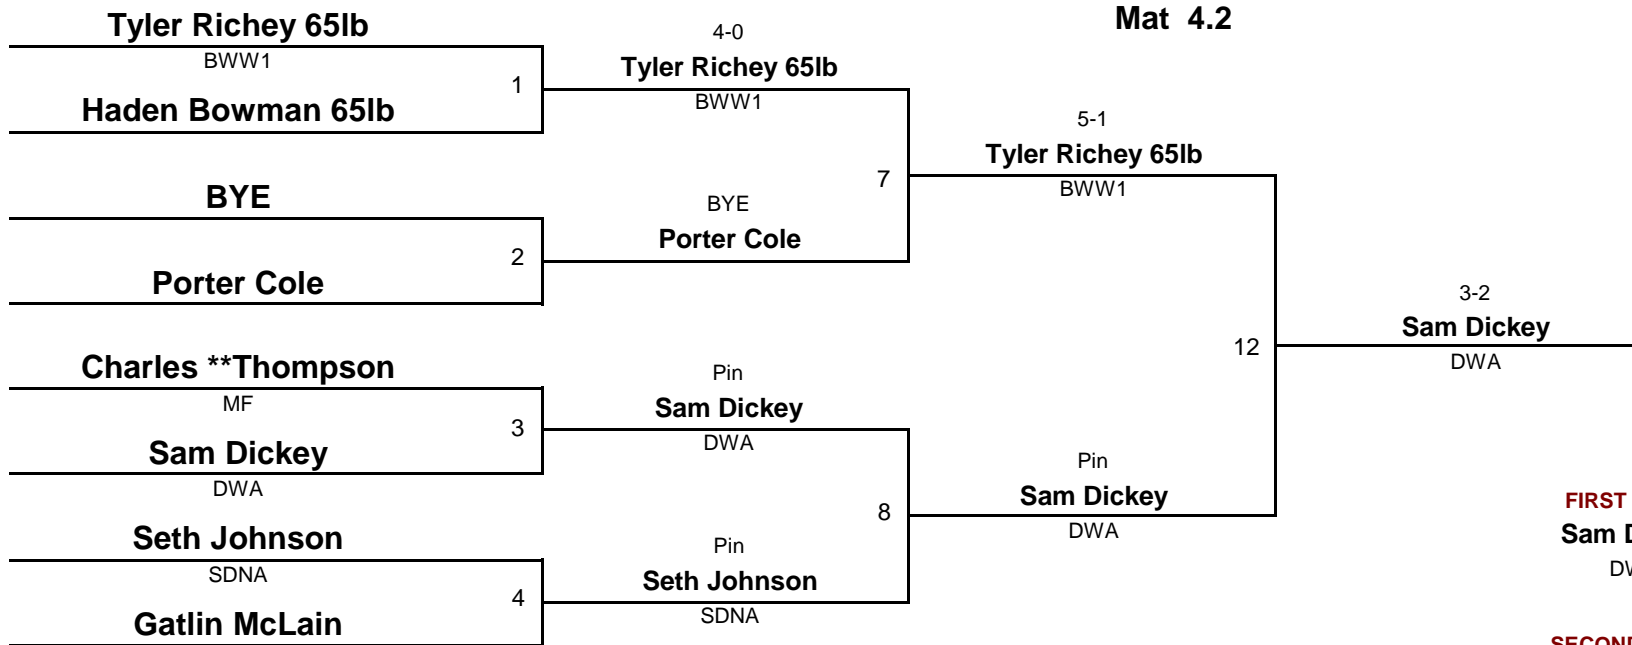 Mat 4.2
Tyler Richey 65lb
BWW1
1
Haden Bowman 65lb
BYE
2
Porter Cole
Charles **Thompson
MF
3
Sam Dickey
DWA
Seth Johnson
SDNA
4
Gatlin McLain
4-0
Tyler Richey 65lb
BWW1
7
BYE
Porter Cole
Pin
Sam Dickey
DWA
8
Pin
Seth Johnson
SDNA
5-1
Tyler Richey 65lb
BWW1
12
Pin
Sam Dickey
DWA
3-2
Sam Dickey
DWA
FIRST
Sam